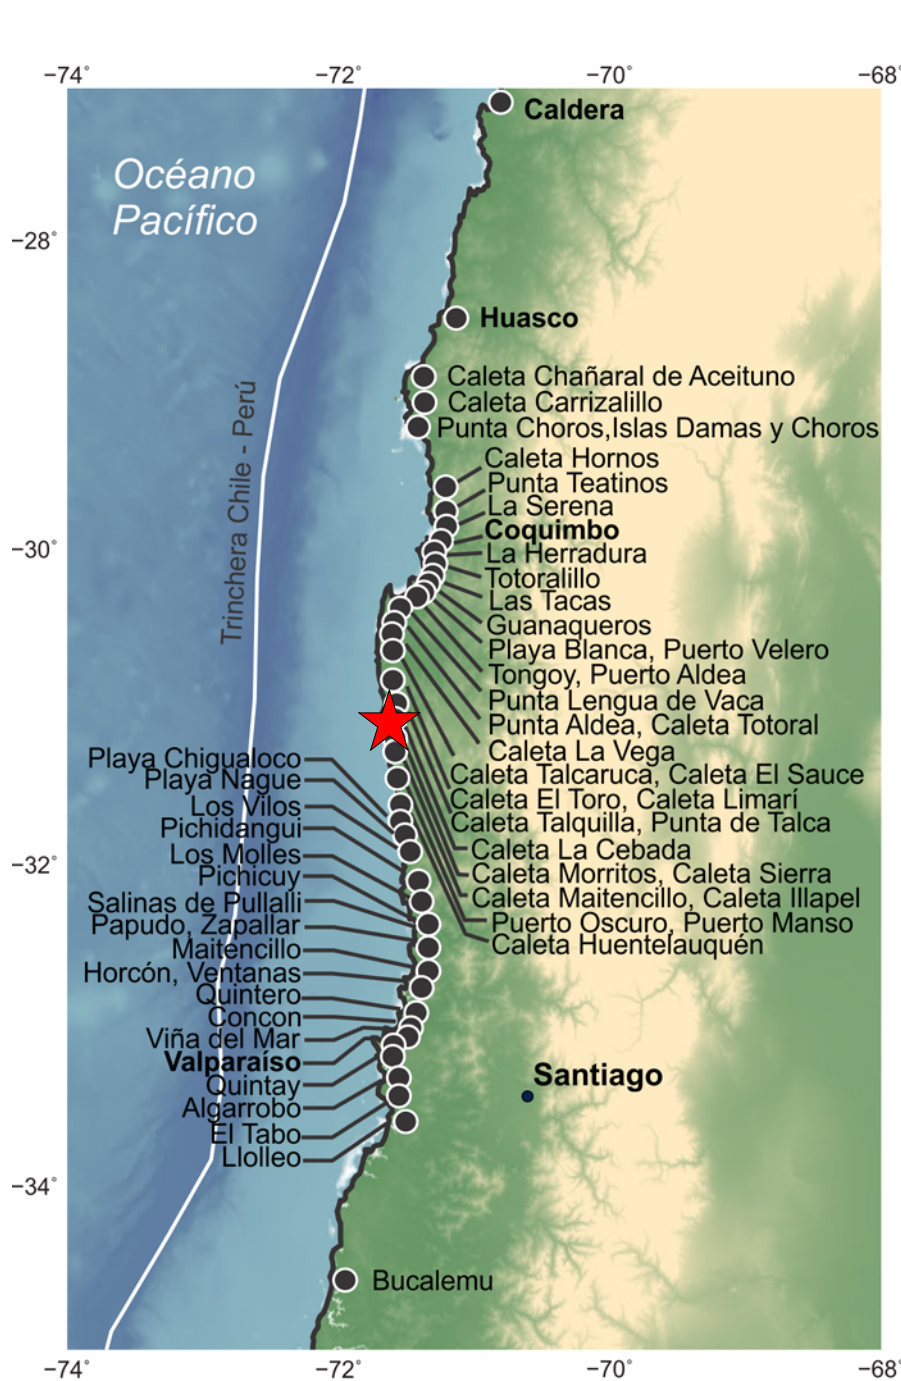 −74˚ −72˚ −70˚ −68˚
Caldera
Océano
Pacífico
−28˚
Huasco
Caleta Chañaral de Aceituno
Caleta Carrizalillo
Punta Choros,Islas Damas y Choros
Trinchera Chile - Perú
Caleta Hornos
Punta Teatinos
La Serena
Coquimbo
−30˚
La Herradura
Totoralillo
Las Tacas
Guanaqueros
Playa Blanca, Puerto Velero
Tongoy, Puerto Aldea
Punta Lengua de Vaca
Punta Aldea, Caleta Totoral
Caleta La Vega
Caleta Talcaruca, Caleta El Sauce
Caleta El Toro, Caleta Limarí
Caleta Talquilla, Punta de Talca
Caleta La Cebada
Caleta Morritos, Caleta Sierra
Caleta Maitencillo, Caleta Illapel
Puerto Oscuro, Puerto Manso
Caleta Huentelauquén
Playa Chigualoco
Playa Nague
Los Vilos
Pichidangui
Los Molles
−32˚
Pichicuy
Salinas de Pullalli
Papudo, Zapallar
Maitencillo
Horcón, Ventanas
Quintero
Concon
Viña del Mar
Valparaíso
Quintay
Algarrobo
El Tabo
Llolleo
Santiago
−34˚
Bucalemu
−74˚ −72˚ −70˚ −68˚